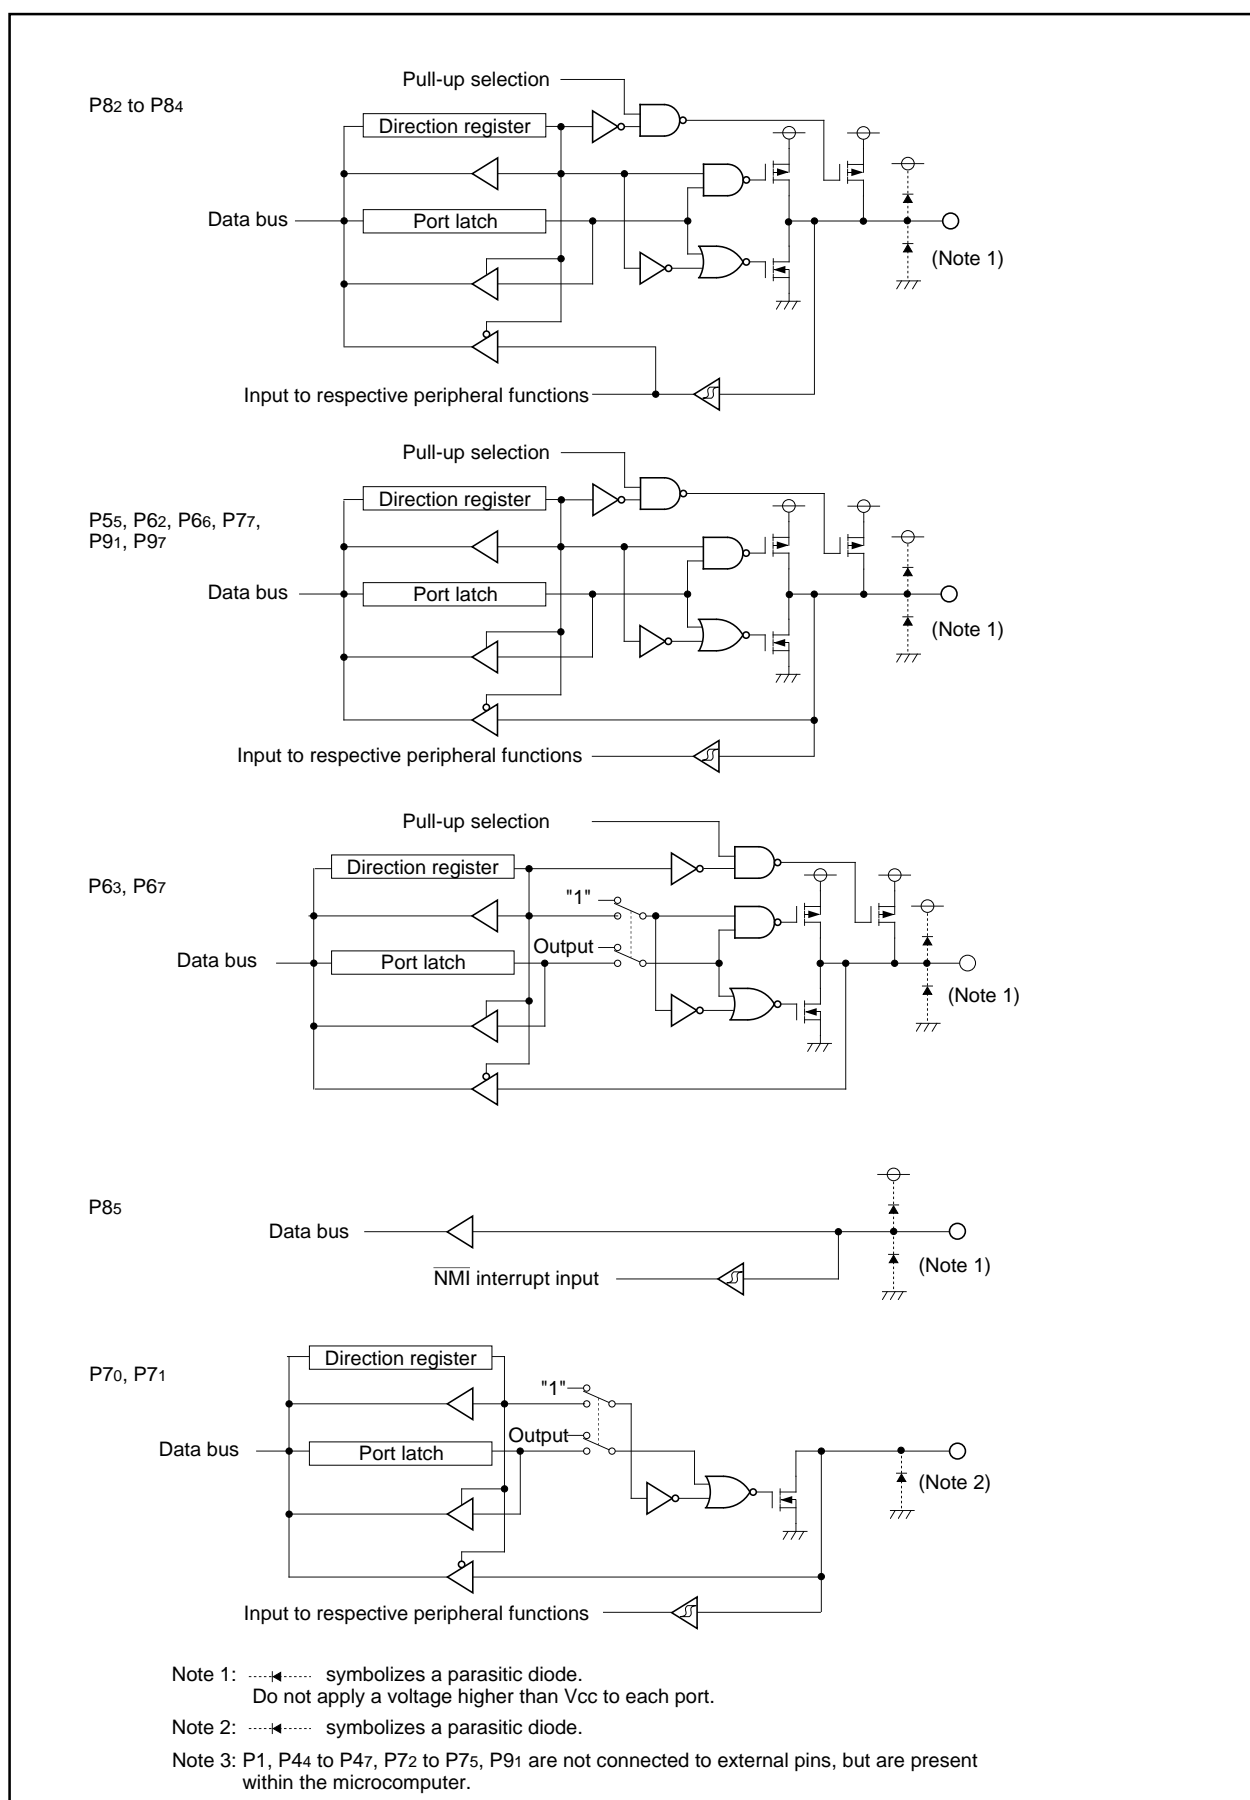 Pull-up selection
P82 to P84
Direction register
Data bus
Port latch
(Note 1)
Input to respective peripheral functions
Pull-up selection
Direction register
P55, P62, P66, P77,
P91, P97
Data bus
Port latch
(Note 1)
Input to respective peripheral functions
Pull-up selection
Direction register
P63, P67
"1"
Output
Data bus
Port latch
(Note 1)
P85
Data bus
(Note 1)
NMI interrupt input
Direction register
P70, P71
"1"
Output
Data bus
Port latch
(Note 2)
Input to respective peripheral functions
Note 1: symbolizes a parasitic diode.
Do not apply a voltage higher than Vcc to each port.
Note 2: symbolizes a parasitic diode.
Note 3: P1, P44 to P47, P72 to P75, P91 are not connected to external pins, but are present
within the microcomputer.